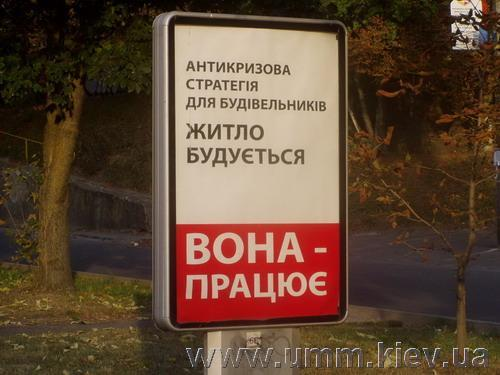 АНТИКРИЗОВА
СТРАТЕГІЯ
ДЛЯ БУДІВЕЛЬНИКІВ
ЖИТЛО
БУДУЄТЬСЯ
ВОНА -
ПРАЦЮЄ
www.umm.kiev.ua